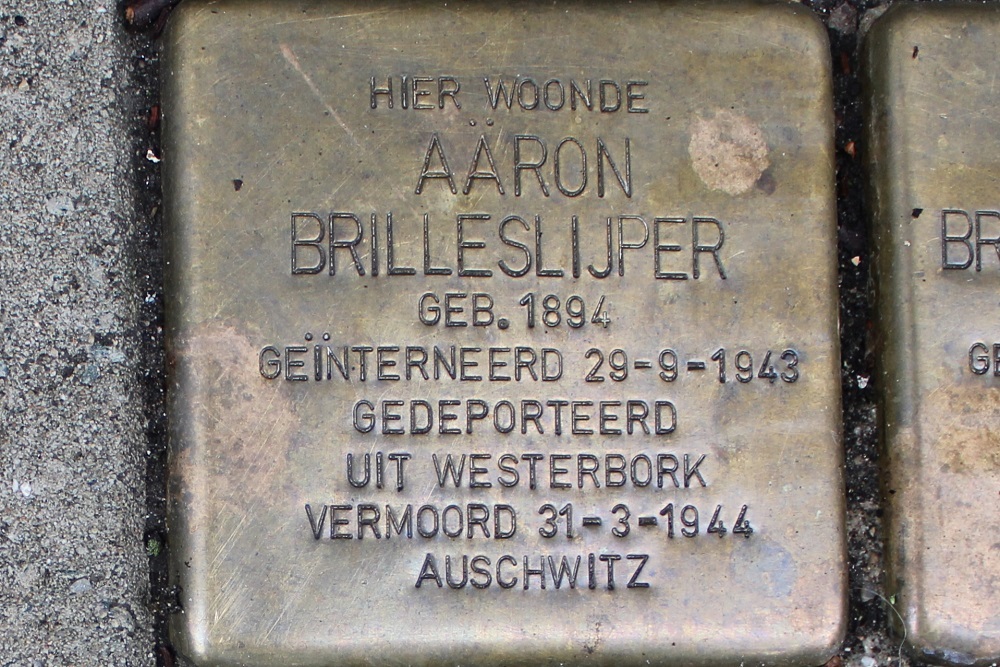 HIER WOONDE
AÄRON
BRILLESLIJPER
GEB. 1894
GEÏNTERNEERD 29-9-1943
GEDEPORTEERD
UIT WESTERBORK
VERMOORD 31-3-1944
AUSCHWITZ